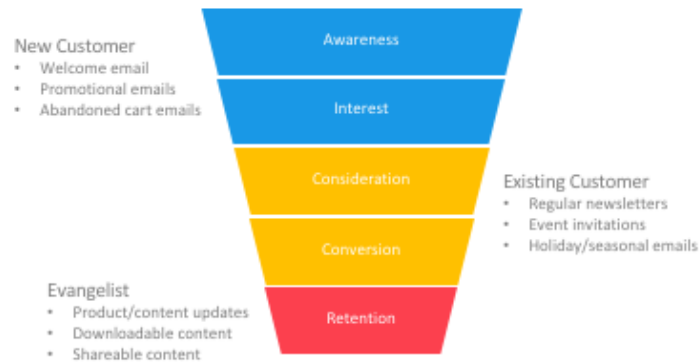 Awareness
New Customer
• Welcome email
• Promotional emails
• Abandoned cart emails
Interest
Consideration
Existing Customer
• Regular newsletters
• Event invitations
• Holiday/seasonal emails
Conversion
Evangelist
• Product/content updates
• Downloadable content
• Shareable content
Retention